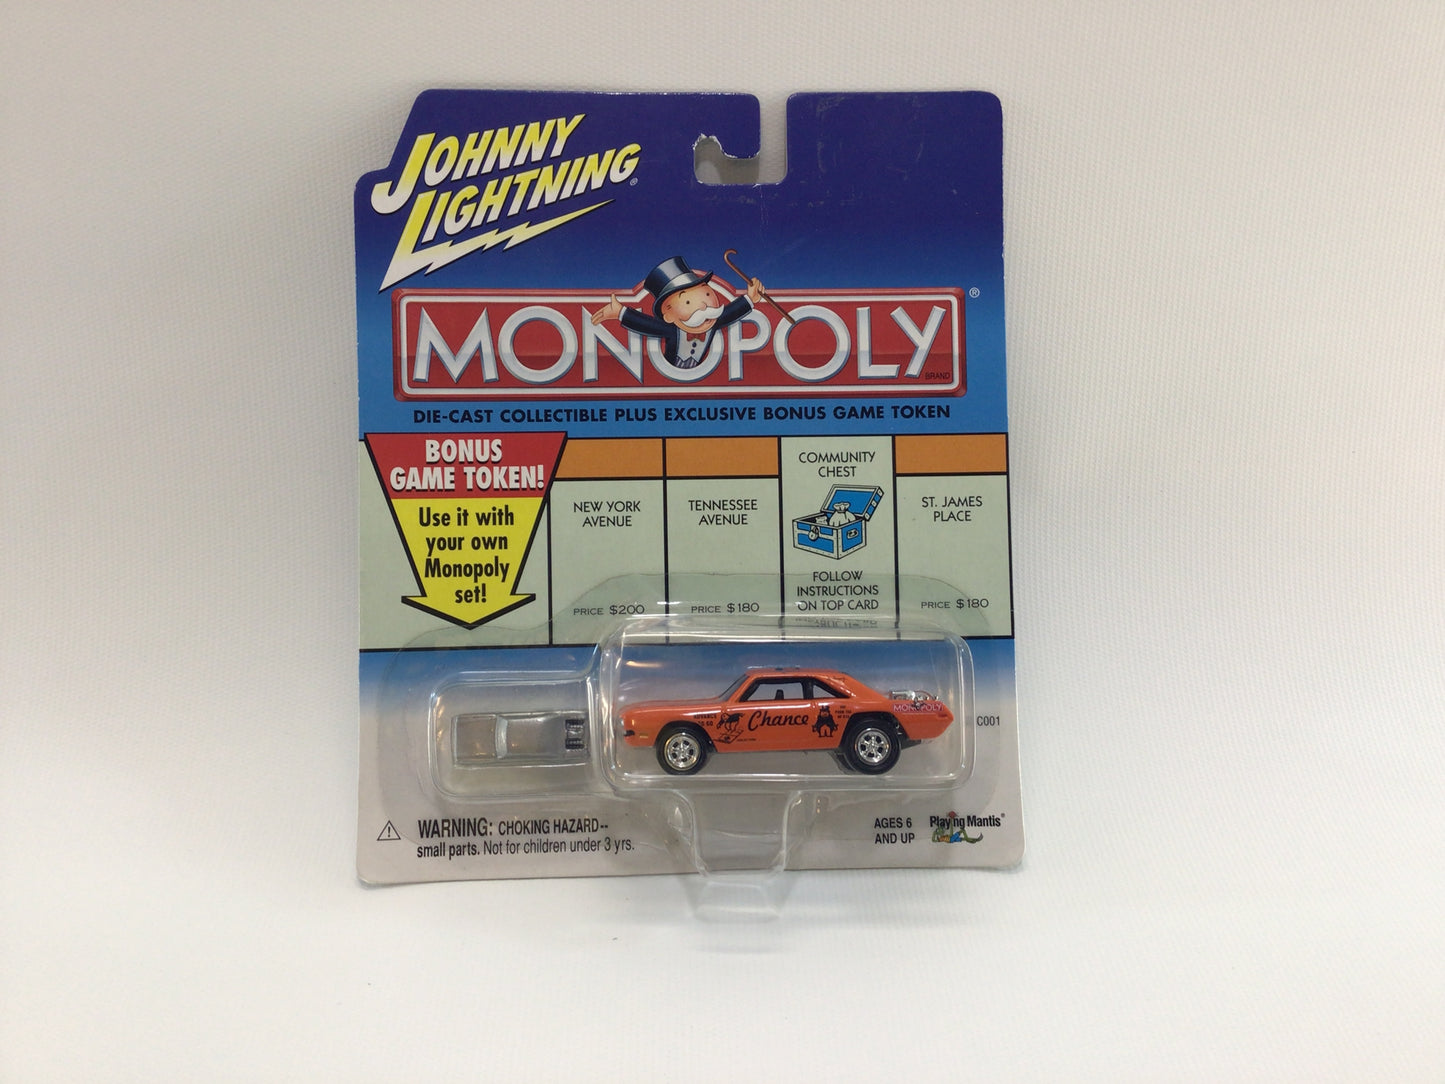 JOHNNY
LIGHTNING®
MONOPOLY®
BRAND
DIE-CAST COLLECTIBLE PLUS EXCLUSIVE BONUS GAME TOKEN
BONUS
GAME TOKEN!
Use it with
your own
Monopoly
set!
NEW YORK
AVENUE
PRICE $200
TENNESSEE
AVENUE
PRICE $180
COMMUNITY
CHEST
FOLLOW
INSTRUCTIONS
ON TOP CARD
ST. JAMES
PLACE
PRICE $180
ADVANCE
TO GO
Chance
MONOPOLY
C001
WARNING: CHOKING HAZARD--
small parts. Not for children under 3 yrs.
AGES 6
AND UP
Playing Mantis®